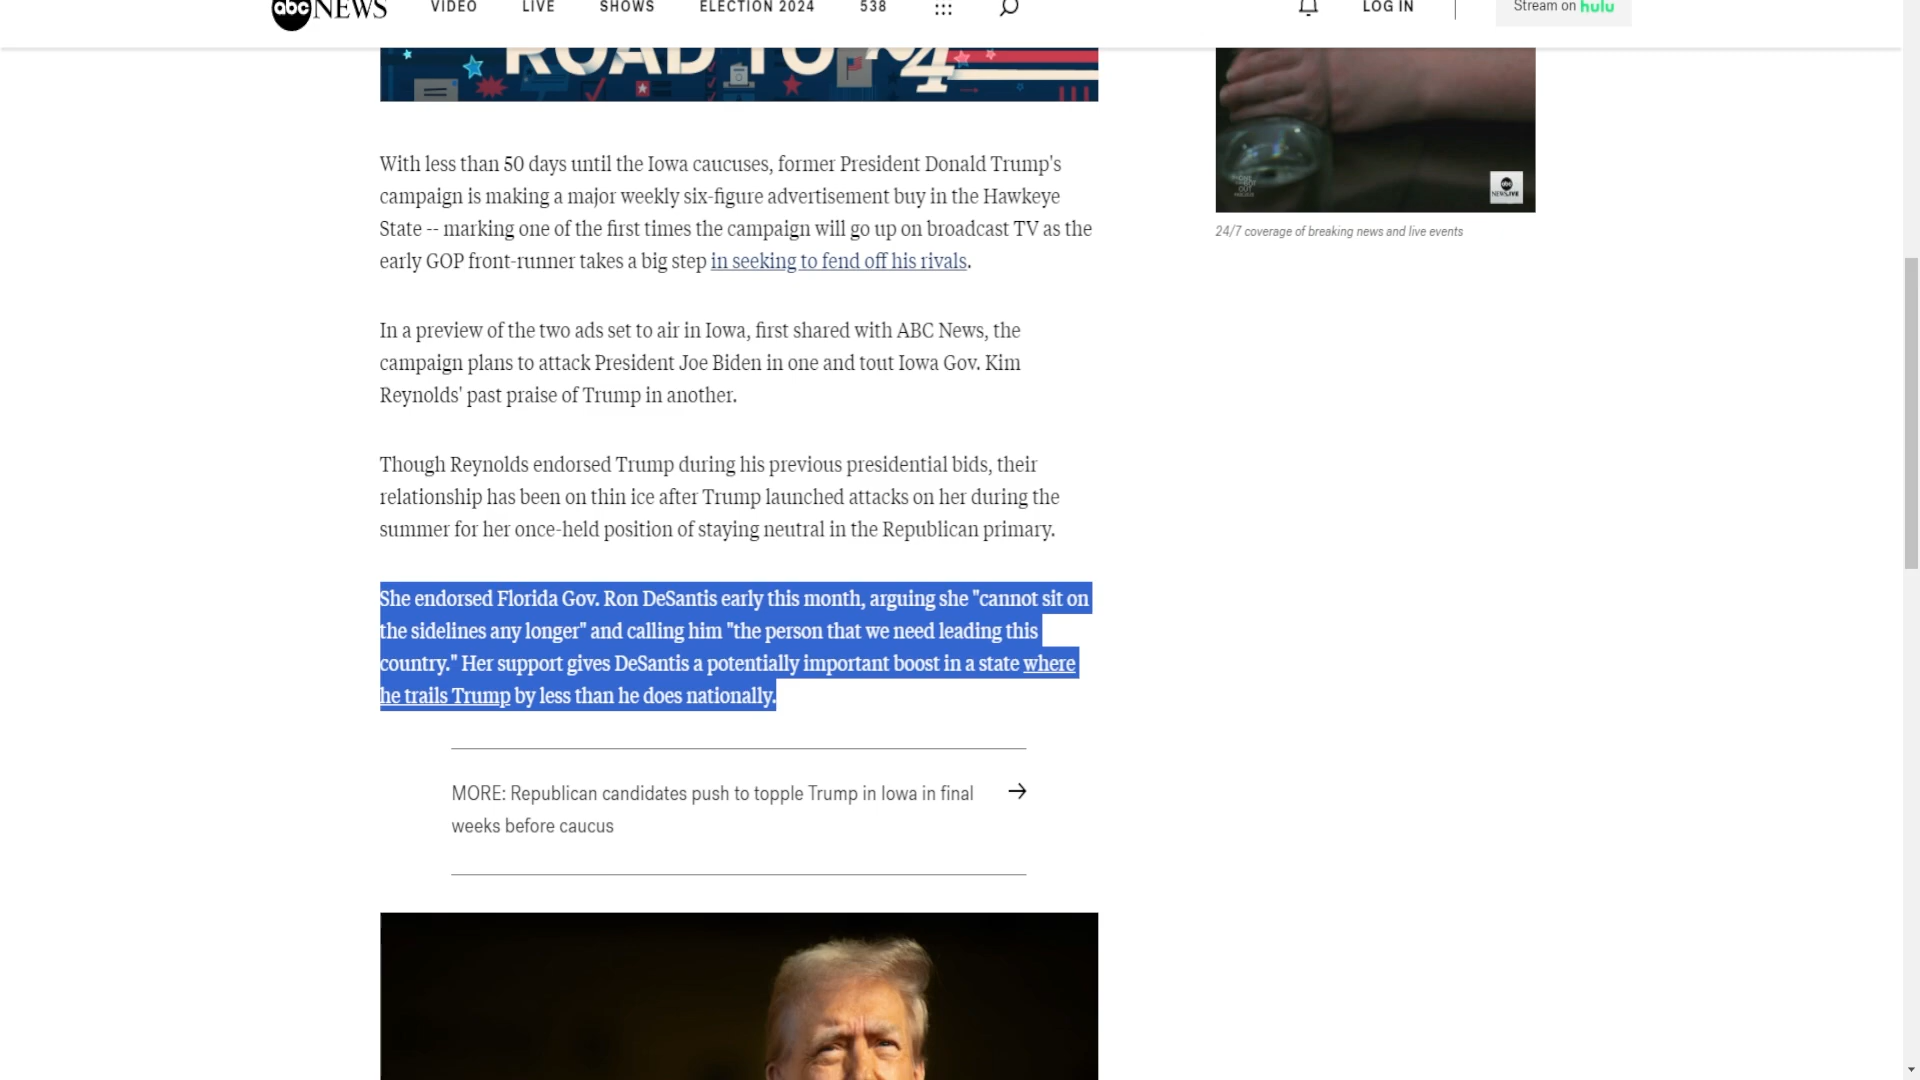 abc NEWS VIDEO LIVE SHOWS ELECTION 2024 538 LOG IN Stream on hulu
ROAD TO 24
NEWS LIVE
24/7 coverage of breaking news and live events
With less than 50 days until the Iowa caucuses, former President Donald Trump's
campaign is making a major weekly six-figure advertisement buy in the Hawkeye
State -- marking one of the first times the campaign will go up on broadcast TV as the
early GOP front-runner takes a big step in seeking to fend off his rivals.
In a preview of the two ads set to air in Iowa, first shared with ABC News, the
campaign plans to attack President Joe Biden in one and tout Iowa Gov. Kim
Reynolds' past praise of Trump in another.
Though Reynolds endorsed Trump during his previous presidential bids, their
relationship has been on thin ice after Trump launched attacks on her during the
summer for her once-held position of staying neutral in the Republican primary.
She endorsed Florida Gov. Ron DeSantis early this month, arguing she "cannot sit on
the sidelines any longer" and calling him "the person that we need leading this
country." Her support gives DeSantis a potentially important boost in a state where
he trails Trump by less than he does nationally.
MORE: Republican candidates push to topple Trump in Iowa in final
weeks before caucus